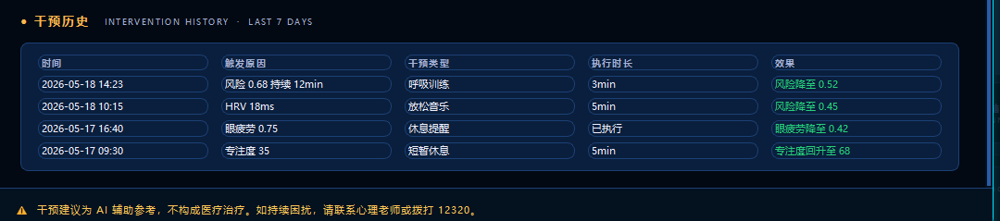 干预历史 INTERVENTION HISTORY · LAST 7 DAYS
时间 触发原因 干预类型 执行时长 效果
2026-05-18 14:23 风险 0.68 持续 12min 呼吸训练 3min 风险降至 0.52
2026-05-18 10:15 HRV 18ms 放松音乐 5min 风险降至 0.45
2026-05-17 16:40 眼疲劳 0.75 休息提醒 已执行 眼疲劳降至 0.42
2026-05-17 09:30 专注度 35 短暂休息 5min 专注度回升至 68
干预建议为 AI 辅助参考，不构成医疗治疗。如持续困扰，请联系心理老师或拨打 12320。